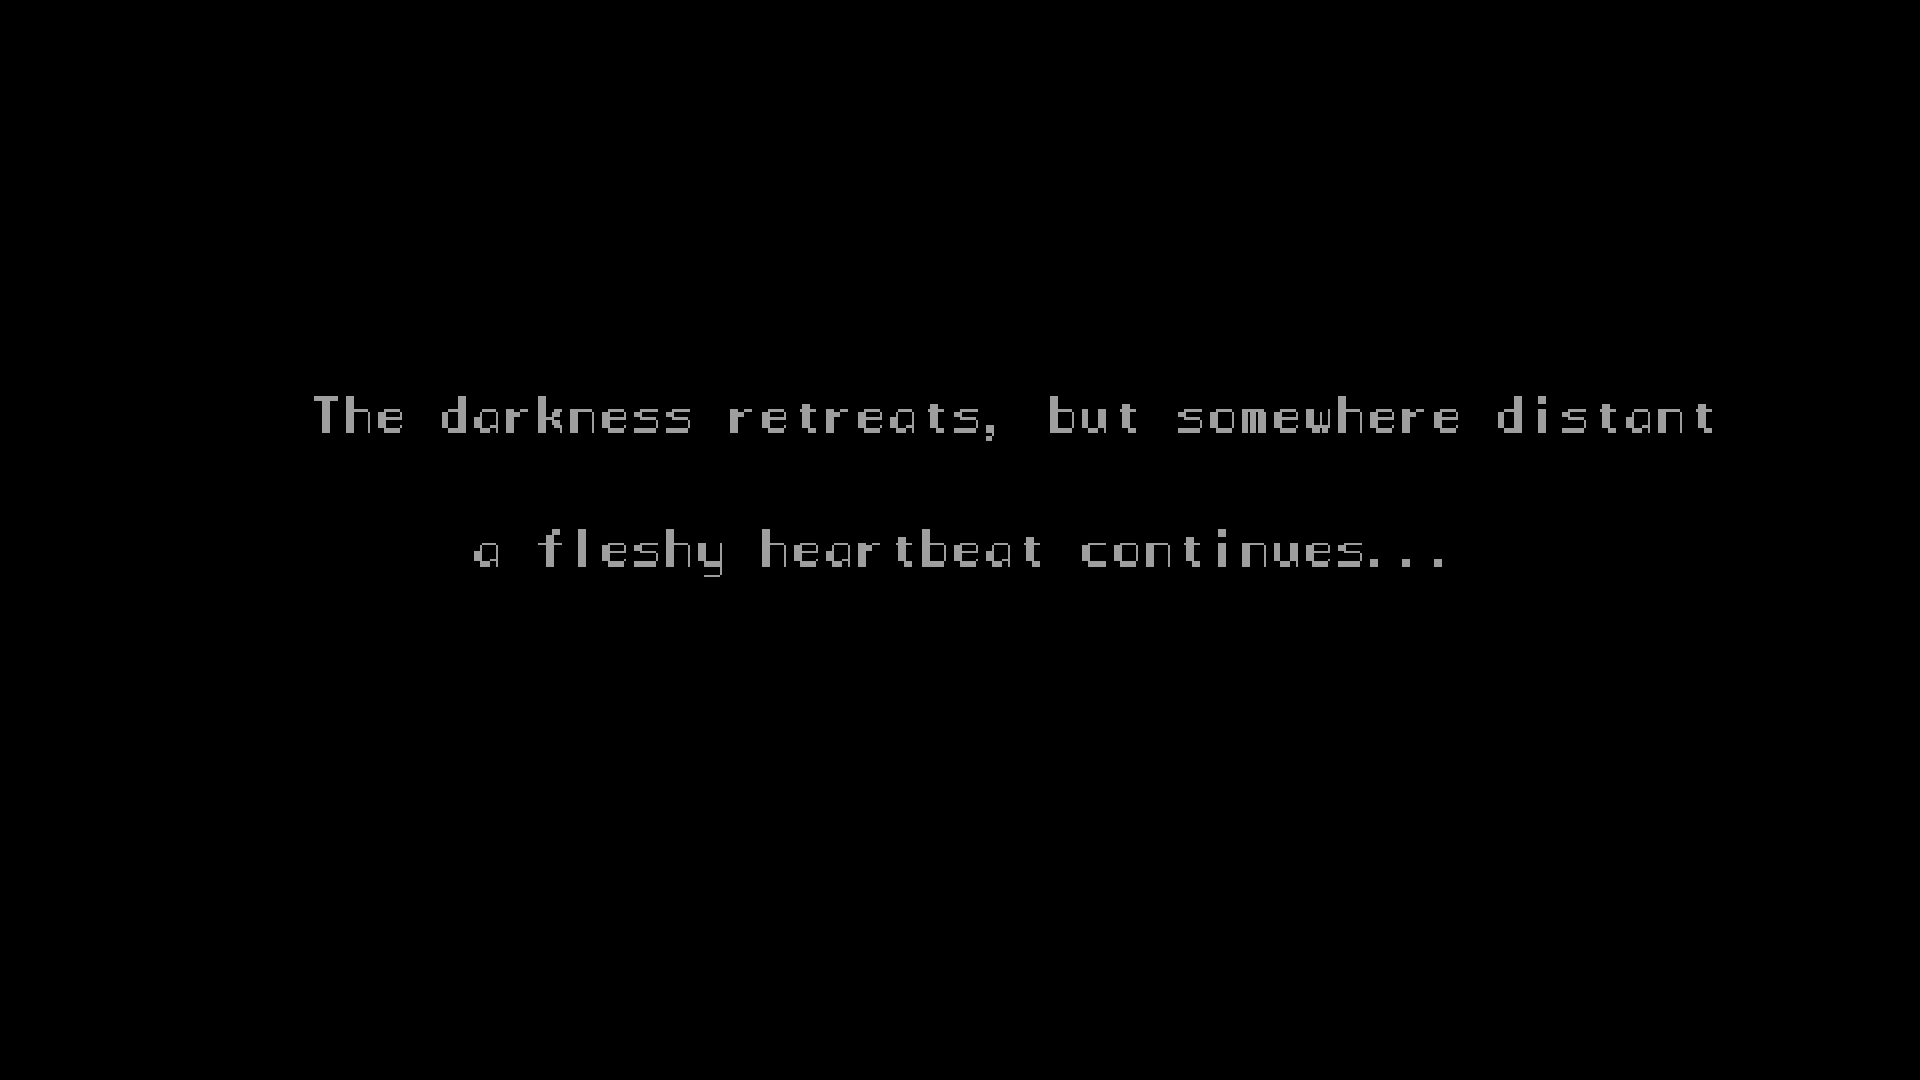 The darkness retreats, but somewhere distant
a fleshy heartbeat continues...